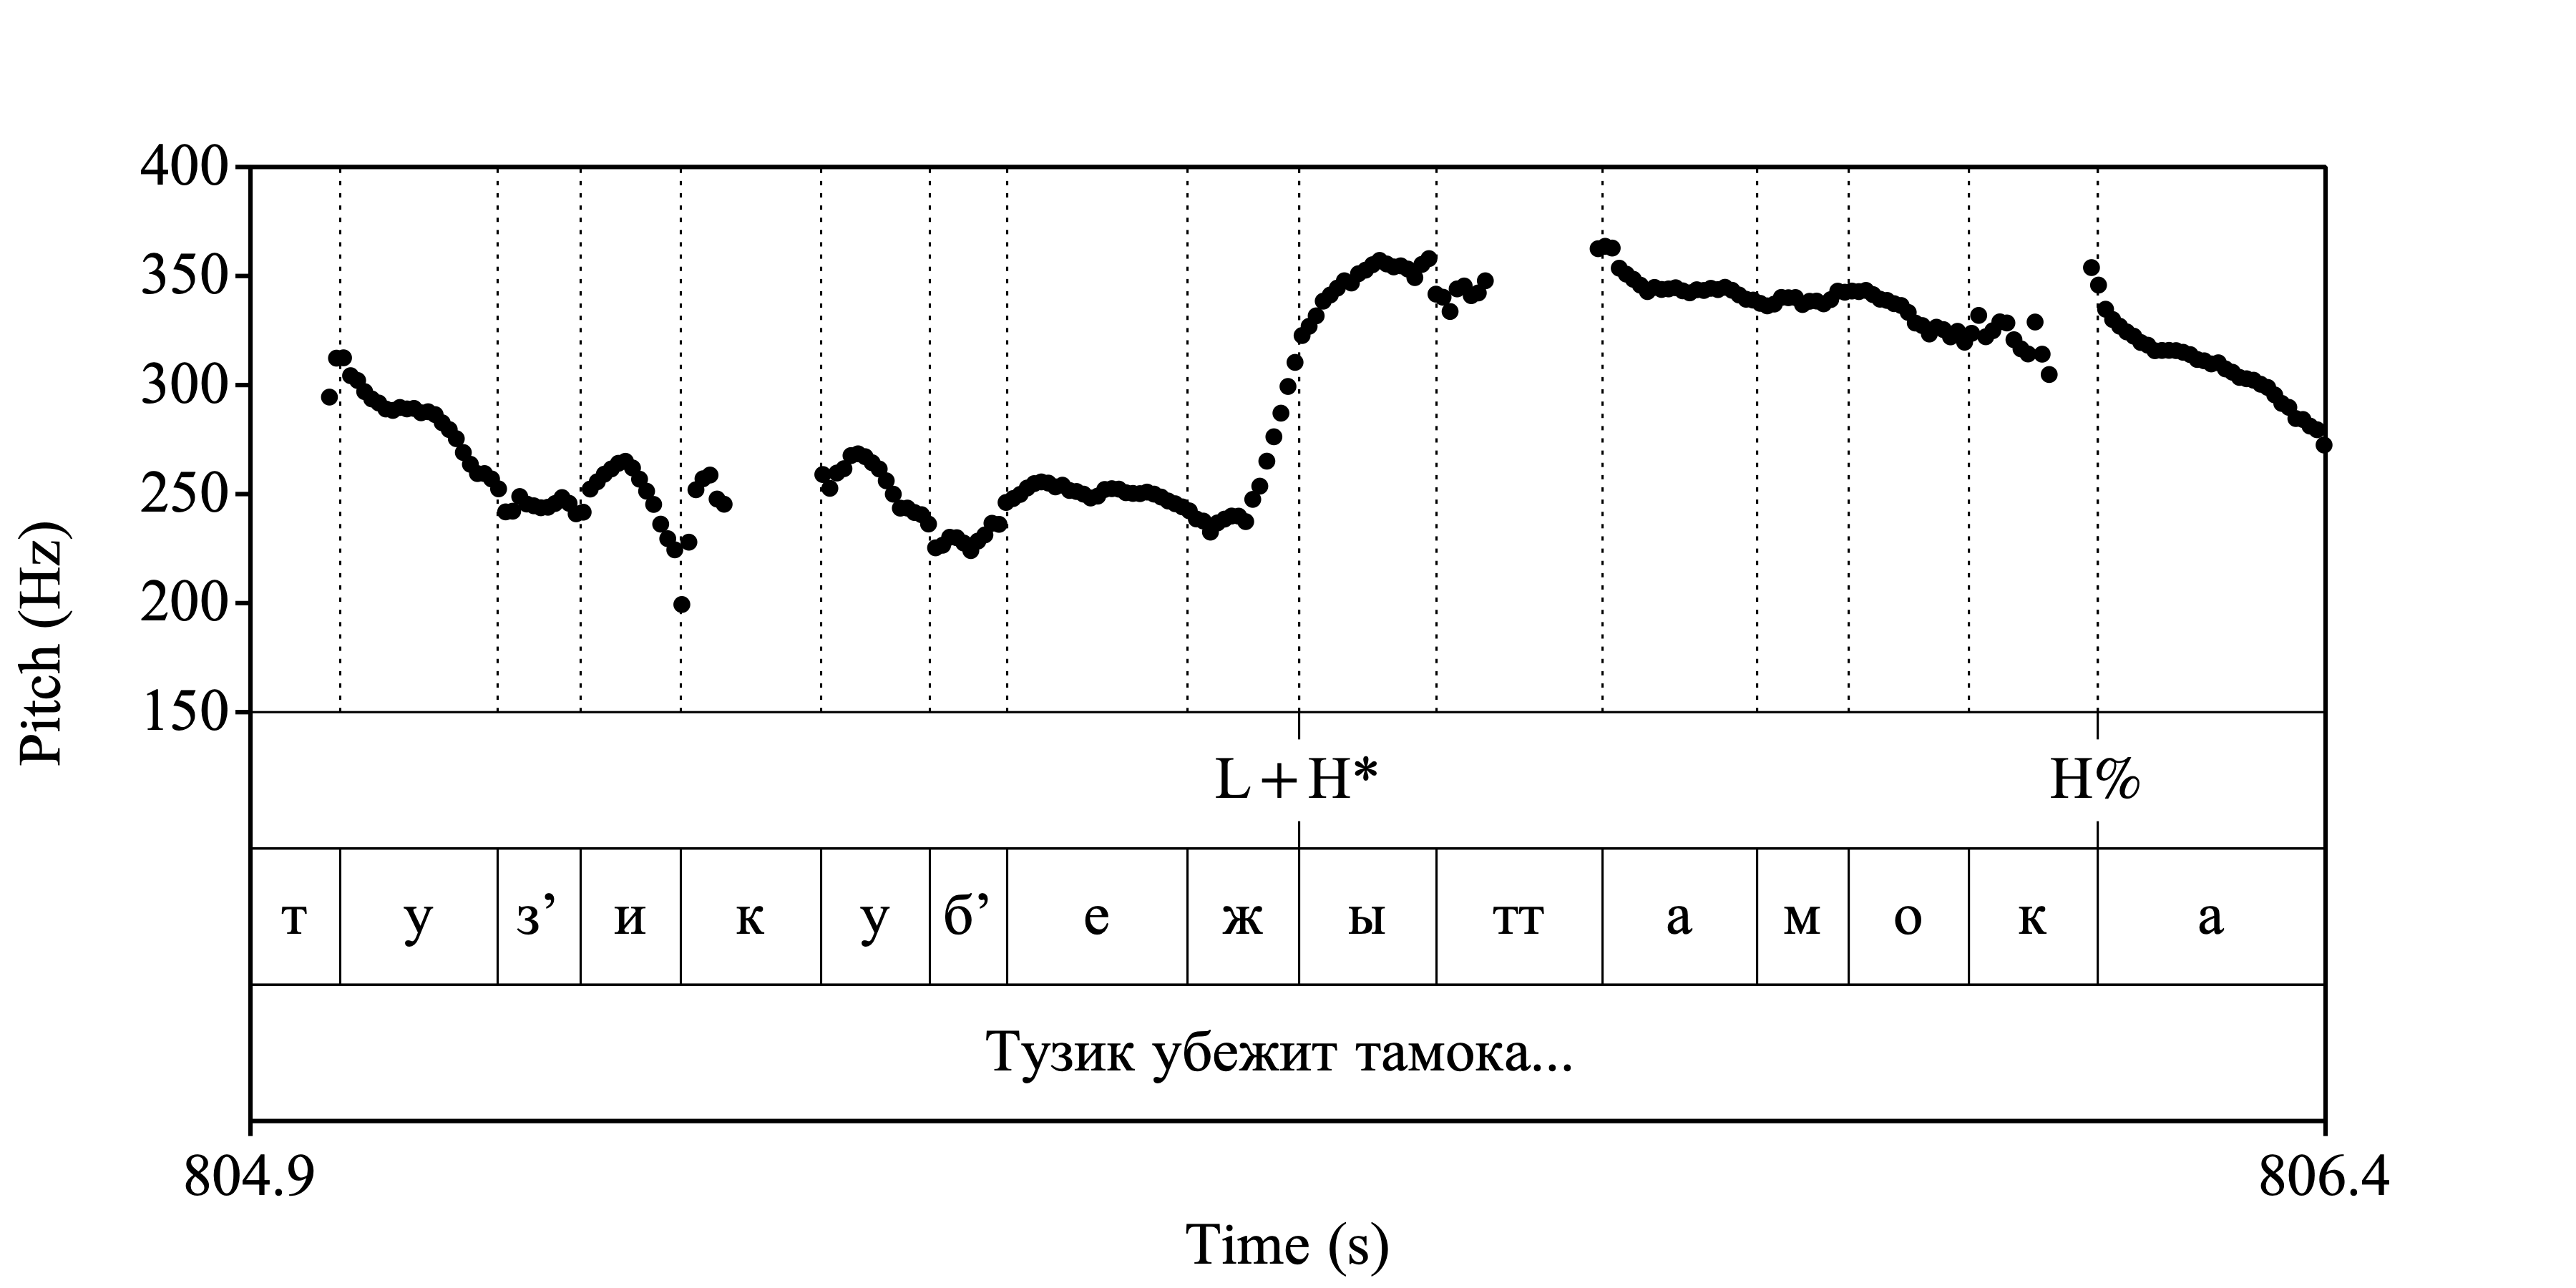 400
350
300
250
200
150
Pitch (Hz)
L+H* H%
т у з’ и к у б’ е ж ы тт а м о к а
Тузик убежит тамока...
804.9 806.4
Time (s)